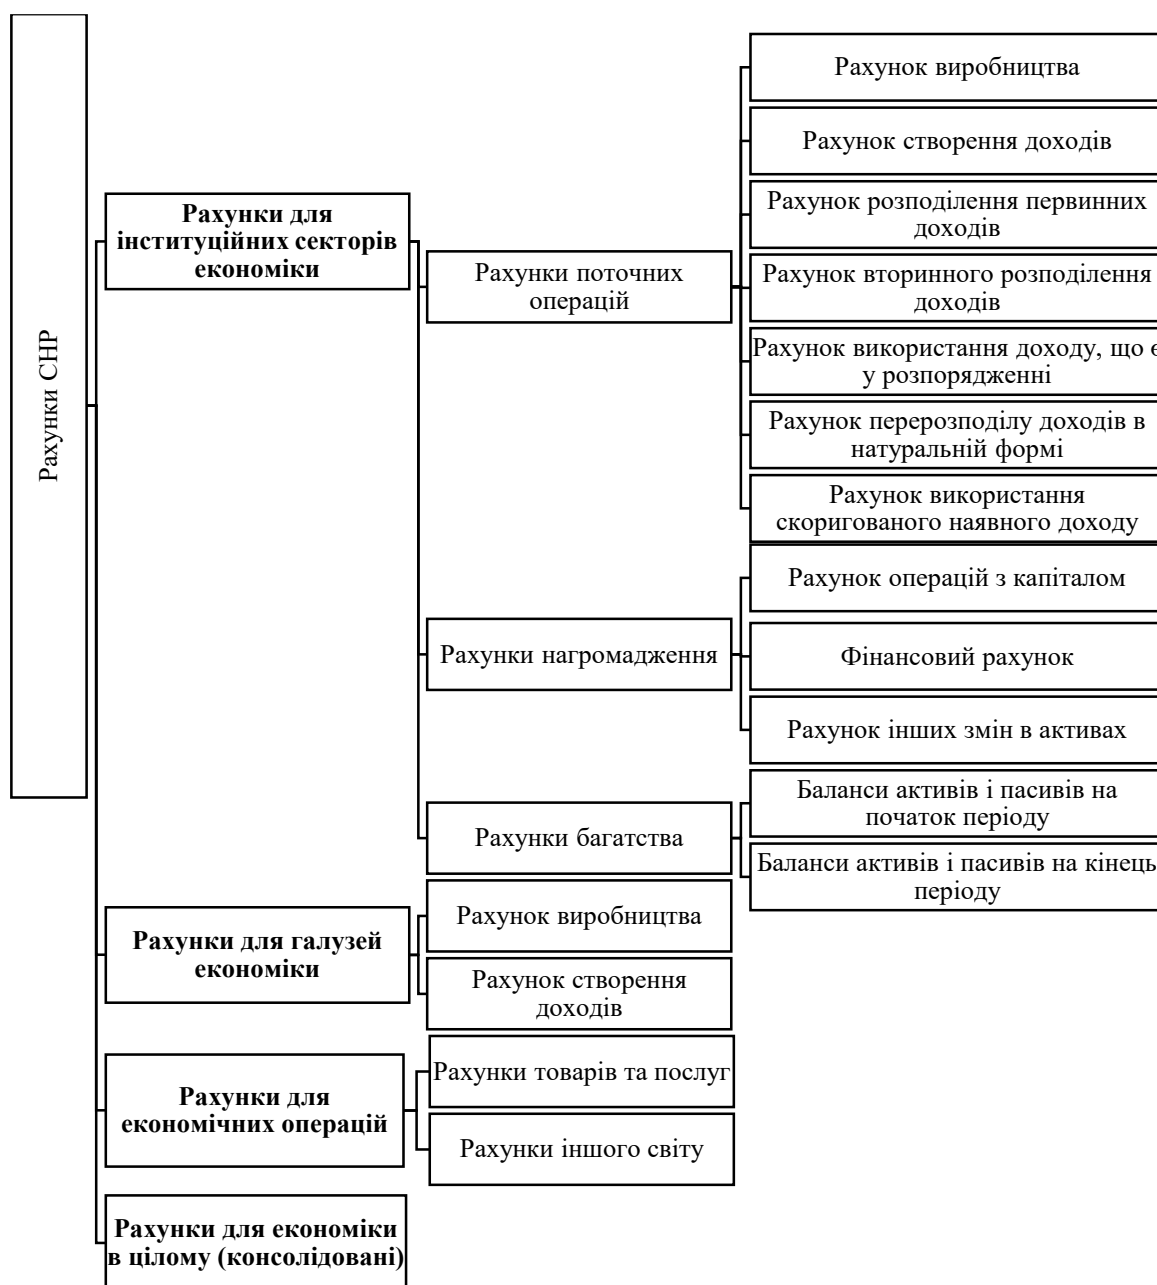 Рахунки СНР
Рахунки для
інституційних секторів
економіки
Рахунки поточних
операцій
Рахунок виробництва
Рахунок створення доходів
Рахунок розподілення первинних
доходів
Рахунок вторинного розподілення
доходів
Рахунок використання доходу, що є
у розпорядженні
Рахунок перерозподілу доходів в
натуральній формі
Рахунок використання
скоригованого наявного доходу
Рахунки нагромадження
Рахунок операцій з капіталом
Фінансовий рахунок
Рахунок інших змін в активах
Рахунки багатства
Баланси активів і пасивів на
початок періоду
Баланси активів і пасивів на кінець
періоду
Рахунки для галузей
економіки
Рахунок виробництва
Рахунок створення
доходів
Рахунки для
економічних операцій
Рахунки товарів та послуг
Рахунки іншого світу
Рахунки для економіки
в цілому (консолідовані)